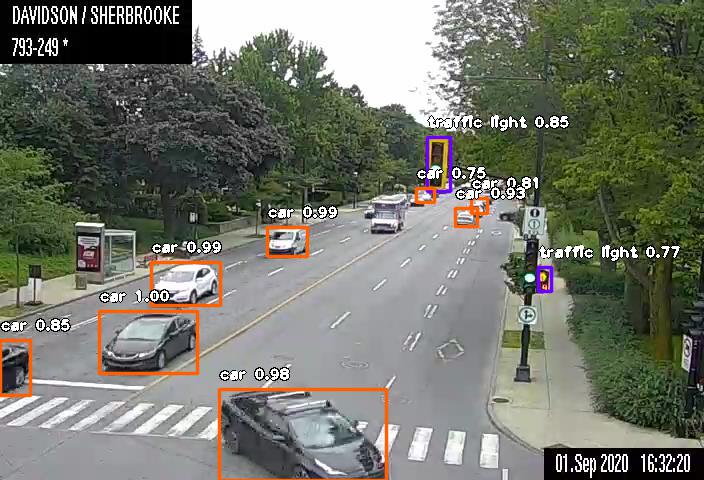 DAVIDSON / SHERBROOKE
793-249 *
traffic light 0.85
car 0.75
car 0.81
car 0.93
car 0.99
traffic light 0.77
car 0.99
car 1.00
car 0.85
car 0.98
01.Sep 2020 16:32:20